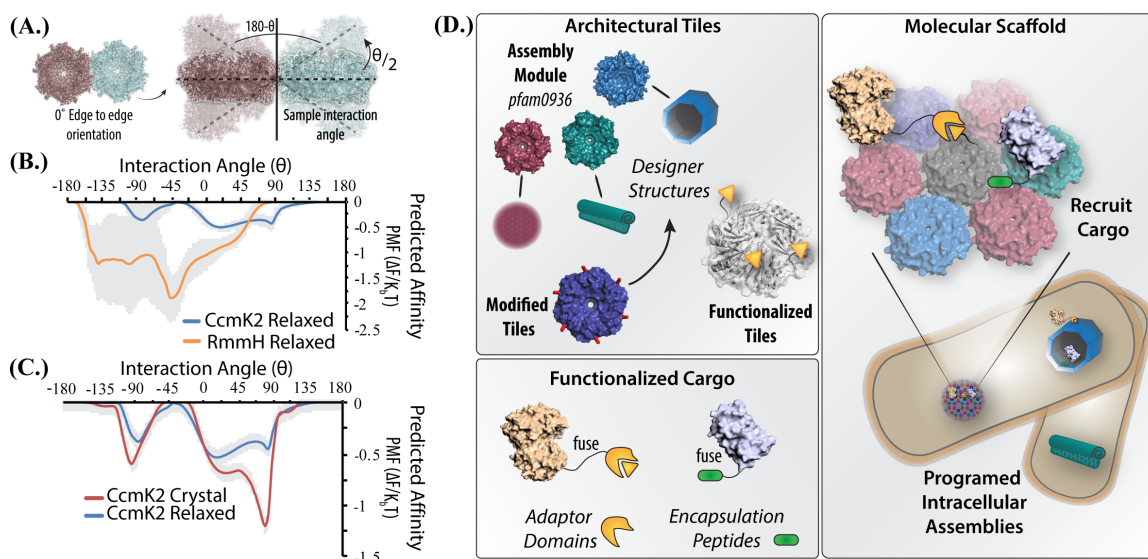 (A.)
180-θ
θ/2
0° Edge to edge
orientation
Sample interaction
angle
(B.)
Interaction Angle (θ)
-180 -135 -90 -45 0 45 90 135 180
0
-0.5
-1
-1.5
-2
-2.5
Predicted Affinity
PMF (ΔF/KbT)
CcmK2 Relaxed
RmmH Relaxed
(C.)
Interaction Angle (θ)
-180 -135 -90 -45 0 45 90 135 180
0
-0.5
-1
-1.5
Predicted Affinity
PMF (ΔF/KbT)
CcmK2 Crystal
CcmK2 Relaxed
(D.)
Architectural Tiles
Assembly
Module
pfam0936
Designer
Structures
Modified
Tiles
Functionalized
Tiles
Functionalized Cargo
fuse
fuse
Adaptor
Domains
Encapsulation
Peptides
Molecular Scaffold
Recruit
Cargo
Programed
Intracellular
Assemblies